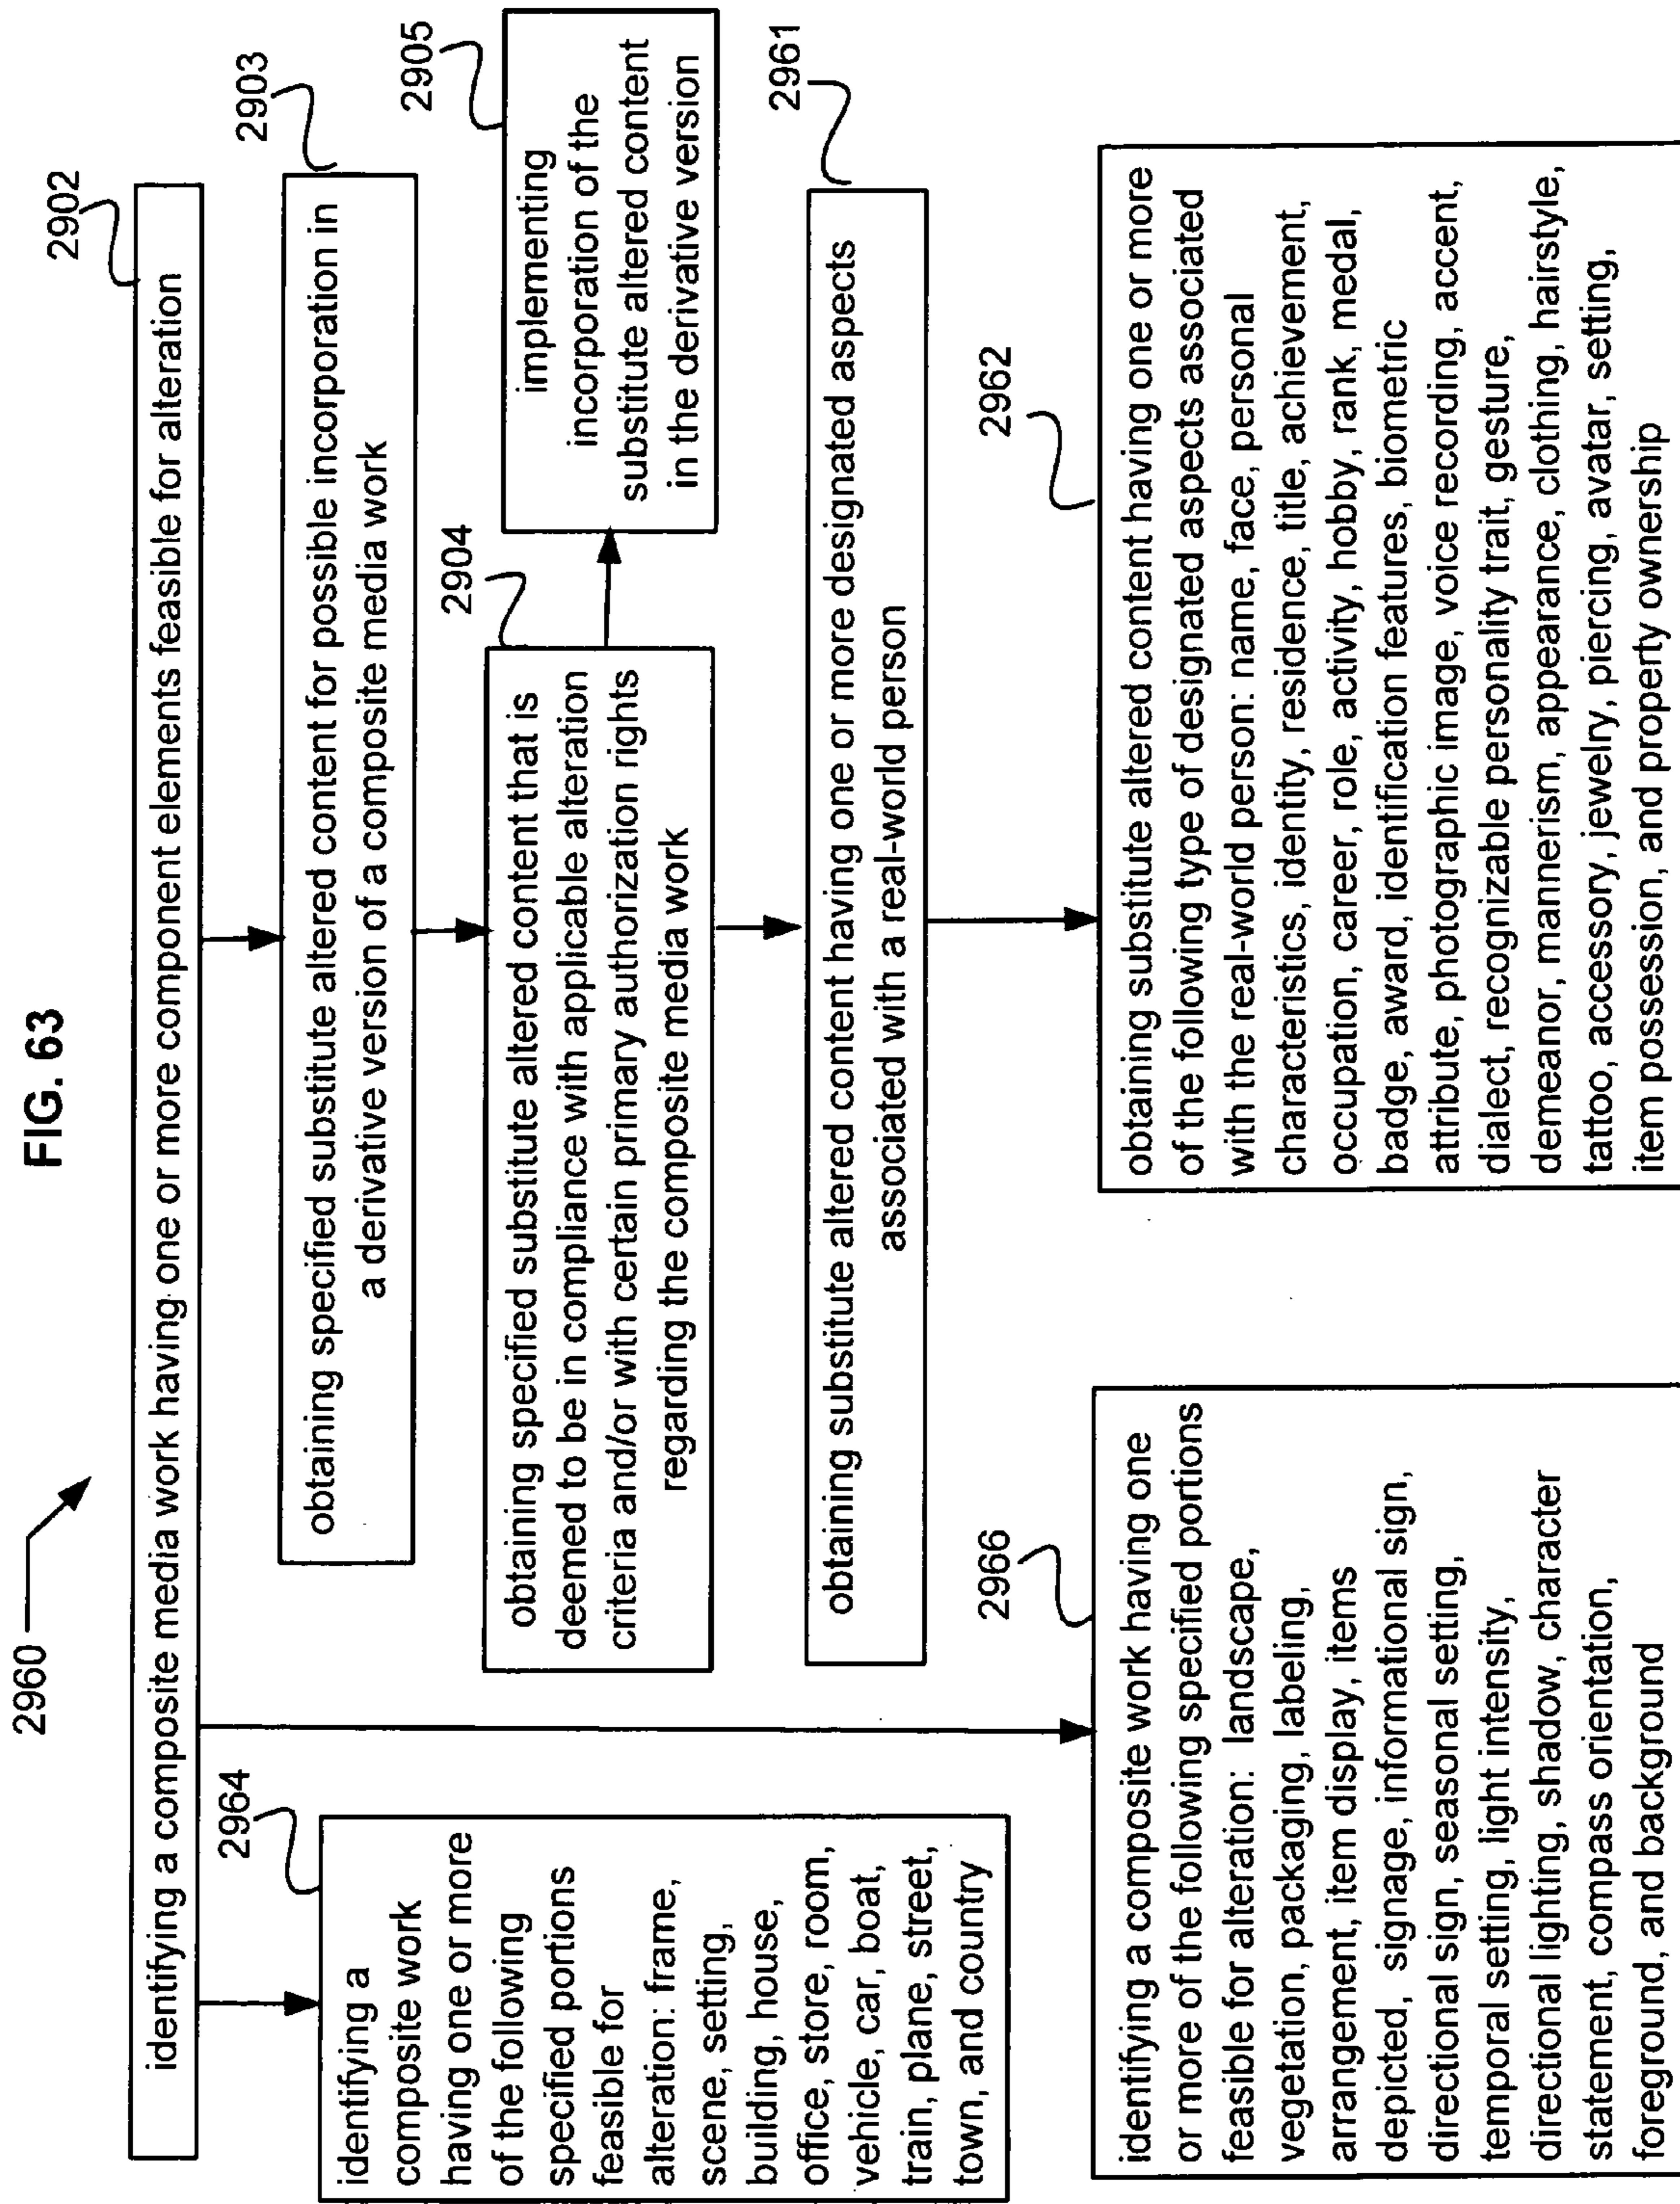 FIG. 63
2960
2902
identifying a composite media work having one or more component elements feasible for alteration
2903
obtaining specified substitute altered content for possible incorporation in
a derivative version of a composite media work
2904
obtaining specified substitute altered content that is
deemed to be in compliance with applicable alteration
criteria and/or with certain primary authorization rights
regarding the composite media work
2905
implementing
incorporation of the
substitute altered content
in the derivative version
2961
obtaining substitute altered content having one or more designated aspects
associated with a real-world person
2964
identifying a
composite work
having one or more
of the following
specified portions
feasible for
alteration: frame,
scene, setting,
building, house,
office, store, room,
vehicle, car, boat,
train, plane, street,
town, and country
2966
identifying a composite work having one
or more of the following specified portions
feasible for alteration: landscape,
vegetation, packaging, labeling,
arrangement, item display, items
depicted, signage, informational sign,
directional sign, seasonal setting,
temporal setting, light intensity,
directional lighting, shadow, character
statement, compass orientation,
foreground, and background
2962
obtaining substitute altered content having one or more
of the following type of designated aspects associated
with the real-world person: name, face, personal
characteristics, identity, residence, title, achievement,
occupation, career, role, activity, hobby, rank, medal,
badge, award, identification features, biometric
attribute, photographic image, voice recording, accent,
dialect, recognizable personality trait, gesture,
demeanor, mannerism, appearance, clothing, hairstyle,
tattoo, accessory, jewelry, piercing, avatar, setting,
item possession, and property ownership